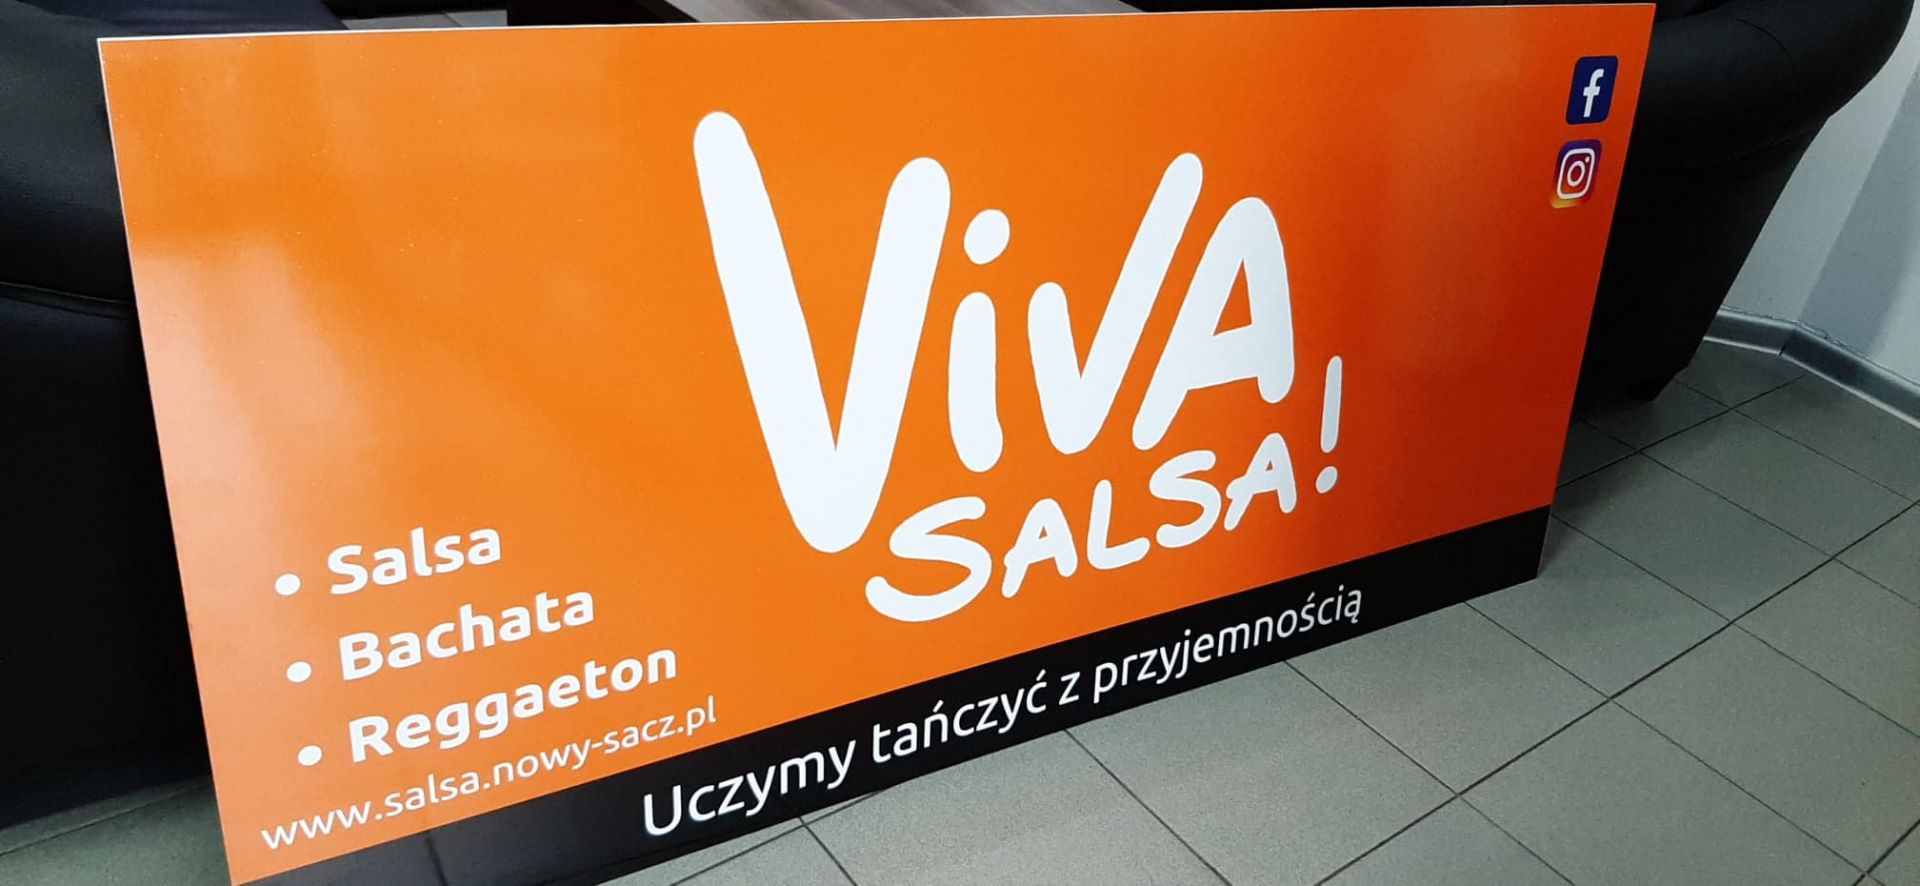 ViVA
SALSA!
• Salsa
• Bachata
• Reggaeton
www.salsa.nowy-sacz.pl
Uczymy tańczyć z przyjemnością